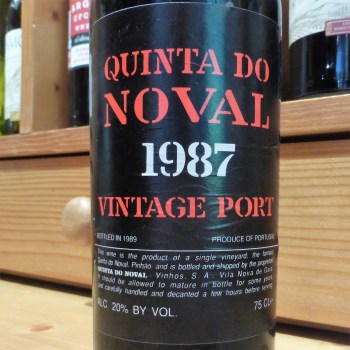 QUINTA DO
NOVAL
1987
VINTAGE PORT
BOTTLED IN 1989 PRODUCE OF PORTUGAL
This wine is the product of a single vineyard, the famous
Quinta do Noval, Pinhão and is bottled and shipped by the proprietors
QUINTA DO NOVAL - Vinhos, S. A. Vila Nova de Gaia.
It should be allowed to mature in bottle for some years
and carefully handled and decanted a few hours before serving.
ALC. 20% BY VOL. 75 CL